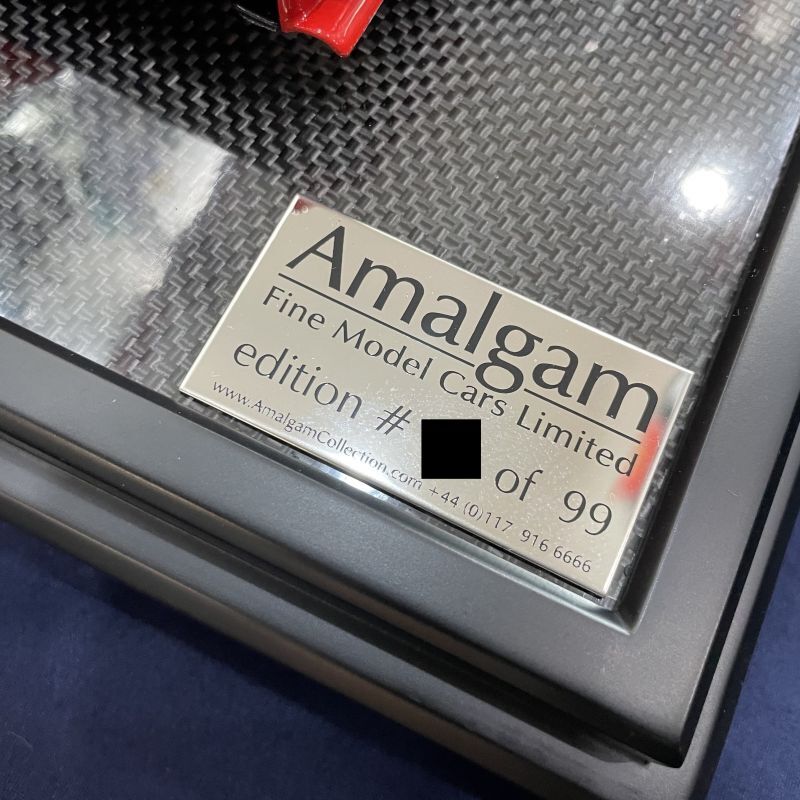 Amalgam
Fine Model Cars Limited
edition # of 99
www.AmalgamCollection.com +44 (0)117 916 6666